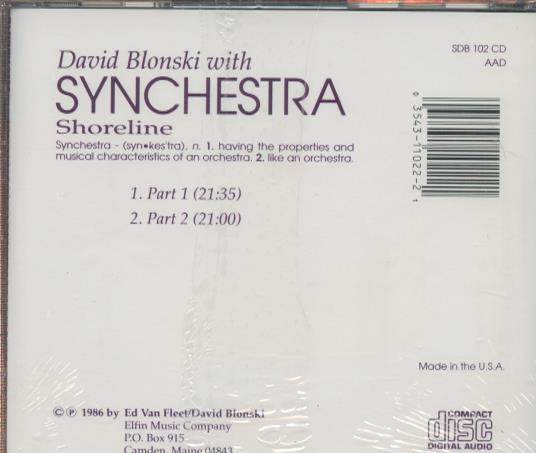 David Blonski with
SYNCHESTRA
Shoreline
Synchestra - (syn•kes'tra), n. 1. having the properties and
musical characteristics of an orchestra. 2. like an orchestra.
1. Part 1 (21:35)
2. Part 2 (21:00)
SDB 102 CD
AAD
0 3543-11022-2 1
Made in the U.S.A.
©℗ 1986 by Ed Van Fleet/David Blonski
Elfin Music Company
P.O. Box 915
Camden, Maine 04843
COMPACT
disc
DIGITAL AUDIO